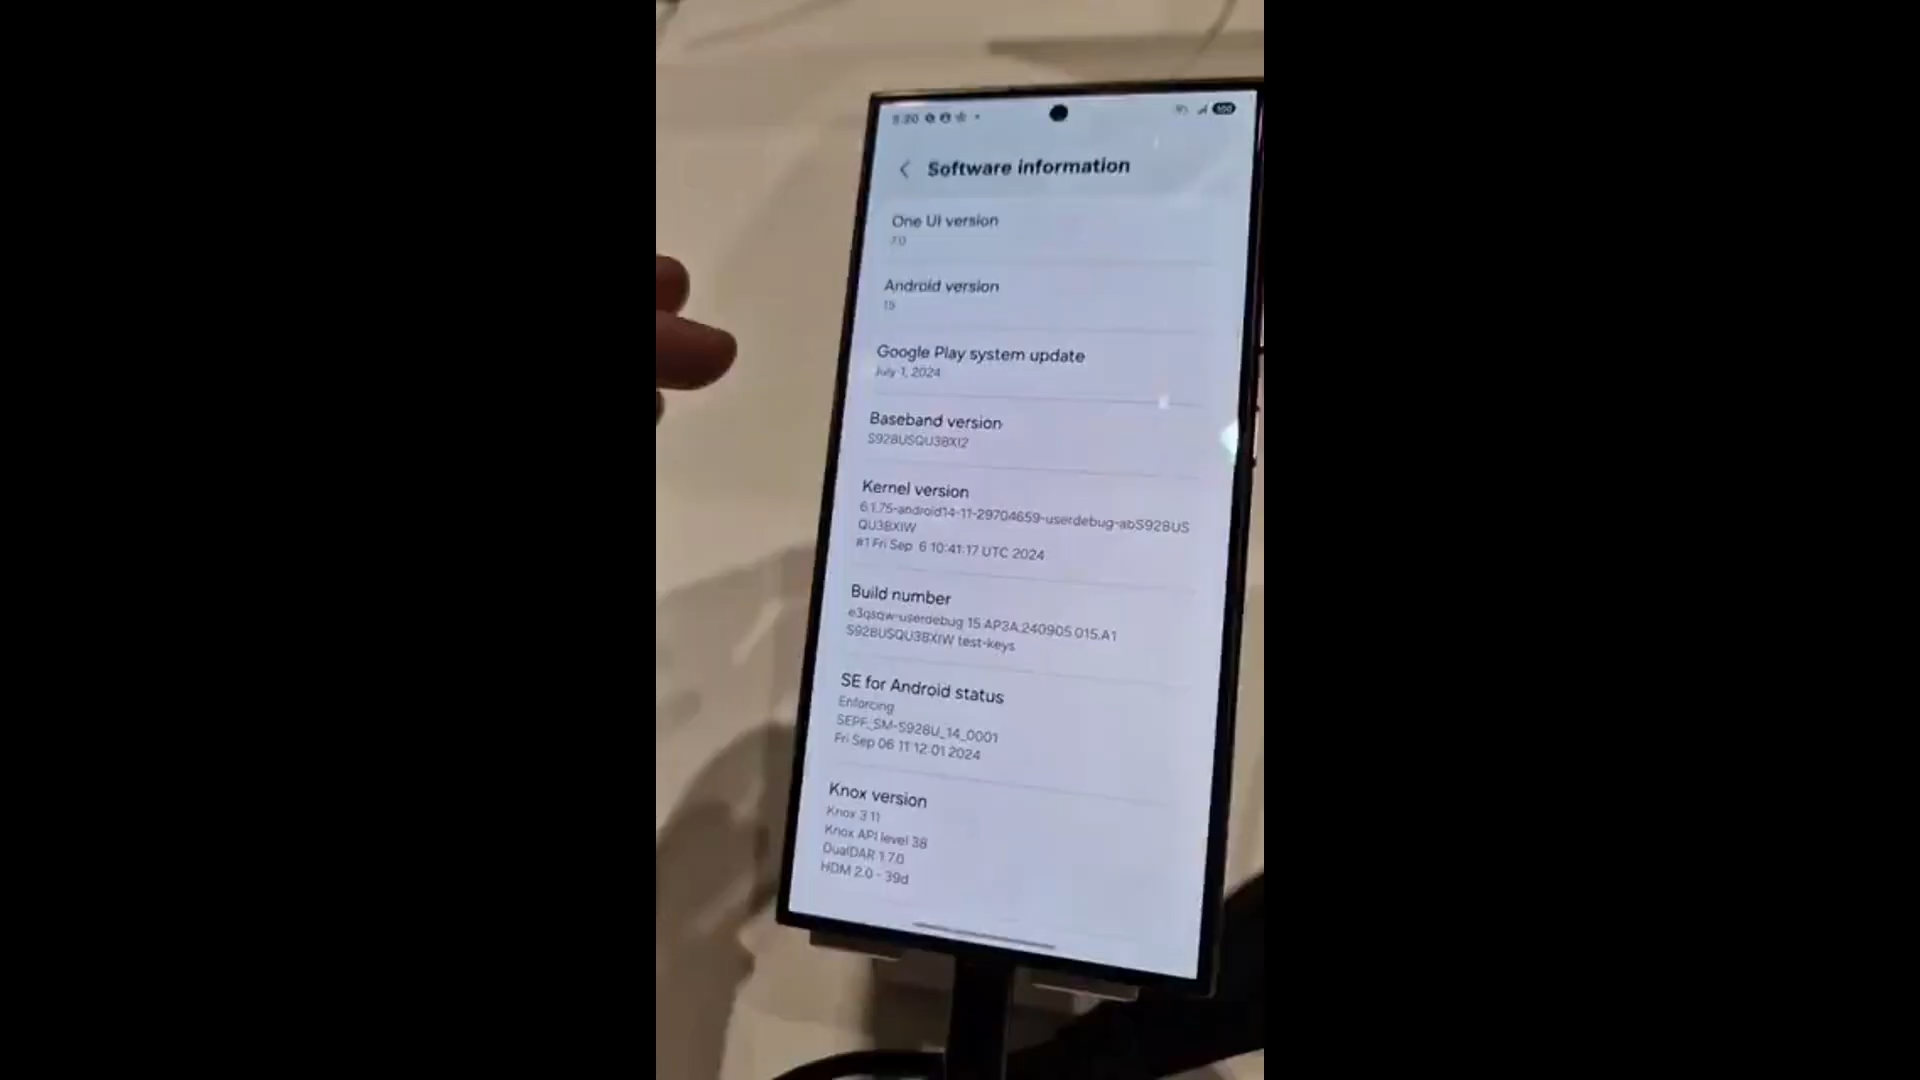 100
Software information
One UI version
7.0
Android version
15
Google Play system update
July 1, 2024
Baseband version
S928USQU3BXI2
Kernel version
6.1.75-android14-11-29704659-userdebug-abS928US
QU3BXIW
#1 Fri Sep 6 10:41:17 UTC 2024
Build number
e3qsqw-userdebug 15 AP3A.240905.015.A1
S928USQU3BXIW test-keys
SE for Android status
Enforcing
SEPF_SM-S928U_14_0001
Fri Sep 06 11:12:01 2024
Knox version
Knox 3.11
Knox API level 38
DualDAR 1.7.0
HDM 2.0 - 39d